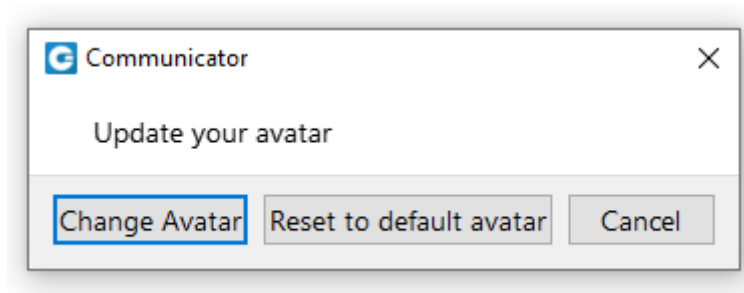 Communicator
Update your avatar
Change Avatar Reset to default avatar Cancel